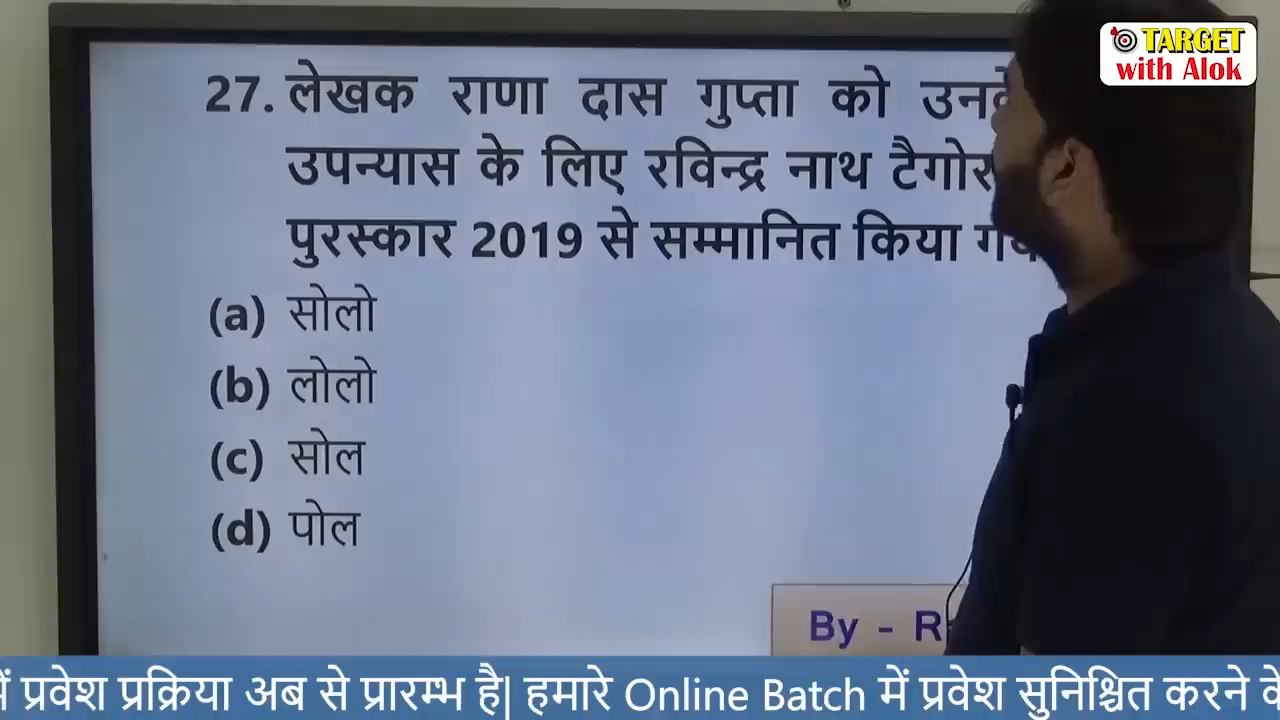 TARGET
with Alok
27. लेखक राणा दास गुप्ता को
उपन्यास के लिए रविन्द्र नाथ टैगोर
पुरस्कार 2019 से सम्मानित किया
(a) सोलो
(b) लोलो
(c) सोल
(d) पोल
By -
प्रवेश प्रक्रिया अब से प्रारम्भ है| हमारे Online Batch में प्रवेश सुनिश्चित करने